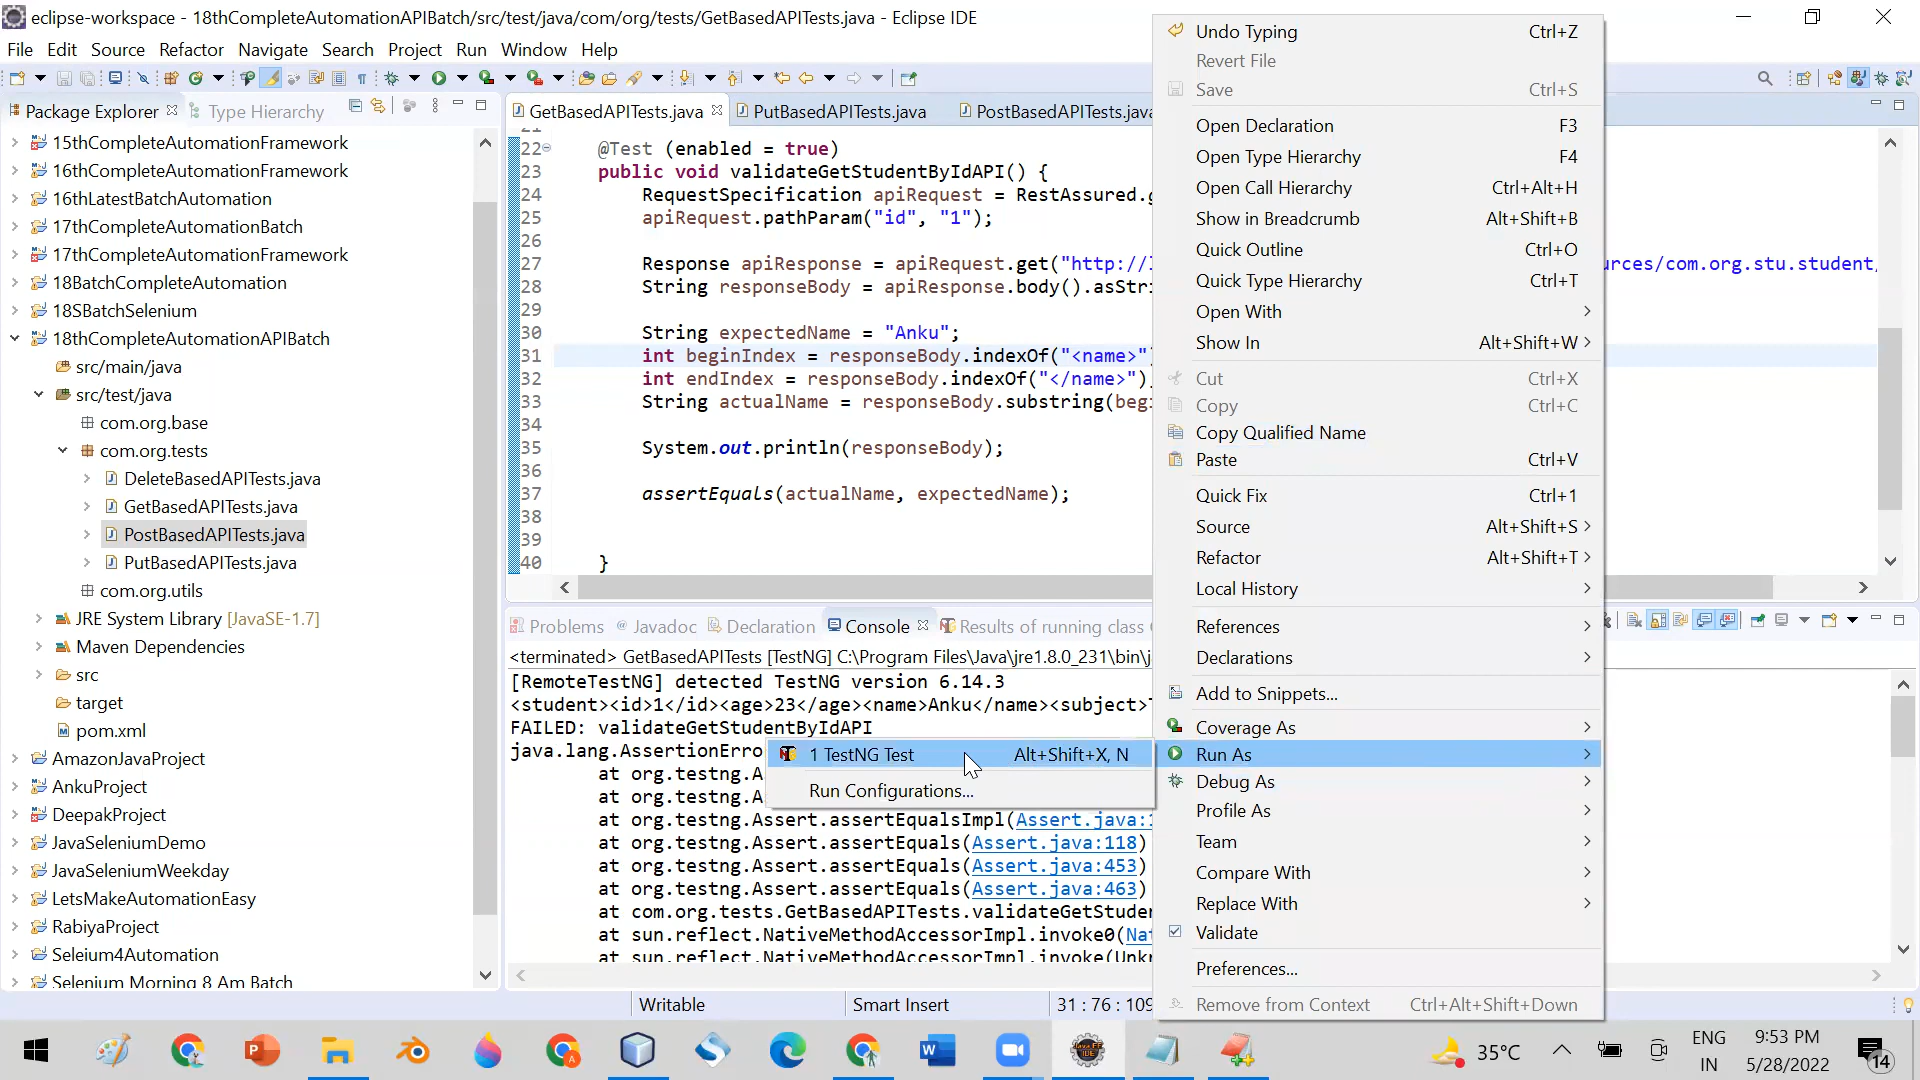 eclipse-workspace - 18thCompleteAutomationAPIBatch/src/test/java/com/org/tests/GetBasedAPITests.java - Eclipse IDE
File Edit Source Refactor Navigate Search Project Run Window Help
Package Explorer Type Hierarchy
15thCompleteAutomationFramework
16thCompleteAutomationFramework
16thLatestBatchAutomation
17thCompleteAutomationBatch
17thCompleteAutomationFramework
18BatchCompleteAutomation
18SBatchSelenium
18thCompleteAutomationAPIBatch
src/main/java
src/test/java
com.org.base
com.org.tests
DeleteBasedAPITests.java
GetBasedAPITests.java
PostBasedAPITests.java
PutBasedAPITests.java
com.org.utils
JRE System Library [JavaSE-1.7]
Maven Dependencies
src
target
pom.xml
AmazonJavaProject
AnkuProject
DeepakProject
JavaSeleniumDemo
JavaSeleniumWeekday
LetsMakeAutomationEasy
RabiyaProject
Seleium4Automation
Selenium Morning 8 Am Batch
GetBasedAPITests.java PutBasedAPITests.java PostBasedAPITests.java
21
22 @Test (enabled = true)
23 public void validateGetStudentByIdAPI() {
24 RequestSpecification apiRequest = RestAssured.
25 apiRequest.pathParam("id", "1");
26
27 Response apiResponse = apiRequest.get("http:// urces/com.org.stu.student,
28 String responseBody = apiResponse.body().asStri
29
30 String expectedName = "Anku";
31 int beginIndex = responseBody.indexOf("<name>")
32 int endIndex = responseBody.indexOf("</name>")
33 String actualName = responseBody.substring(beg
34
35 System.out.println(responseBody);
36
37 assertEquals(actualName, expectedName);
38
39
40 }
Problems Javadoc Declaration Console Results of running class
<terminated> GetBasedAPITests [TestNG] C:\Program Files\Java\jre1.8.0_231\bin\j
[RemoteTestNG] detected TestNG version 6.14.3
<student><id>1</id><age>23</age><name>Anku</name><subject>
FAILED: validateGetStudentByIdAPI
java.lang.AssertionErro
at org.testng.A
at org.testng.A
at org.testng.Assert.assertEqualsImpl(Assert.java:1
at org.testng.Assert.assertEquals(Assert.java:118)
at org.testng.Assert.assertEquals(Assert.java:453)
at org.testng.Assert.assertEquals(Assert.java:463)
at com.org.tests.GetBasedAPITests.validateGetStuden
at sun.reflect.NativeMethodAccessorImpl.invoke0(Na
at sun.reflect.NativeMethodAccessorImpl.invoke(Unk
Writable Smart Insert 31 : 76 : 109
Undo Typing Ctrl+Z
Revert File
Save Ctrl+S
Open Declaration F3
Open Type Hierarchy F4
Open Call Hierarchy Ctrl+Alt+H
Show in Breadcrumb Alt+Shift+B
Quick Outline Ctrl+O
Quick Type Hierarchy Ctrl+T
Open With
Show In Alt+Shift+W
Cut Ctrl+X
Copy Ctrl+C
Copy Qualified Name
Paste Ctrl+V
Quick Fix Ctrl+1
Source Alt+Shift+S
Refactor Alt+Shift+T
Local History
References
Declarations
Add to Snippets...
Coverage As
Run As
Debug As
Profile As
Team
Compare With
Replace With
Validate
Preferences...
Remove from Context Ctrl+Alt+Shift+Down
1 TestNG Test Alt+Shift+X, N
Run Configurations...
35°C
ENG
IN
9:53 PM
5/28/2022
14